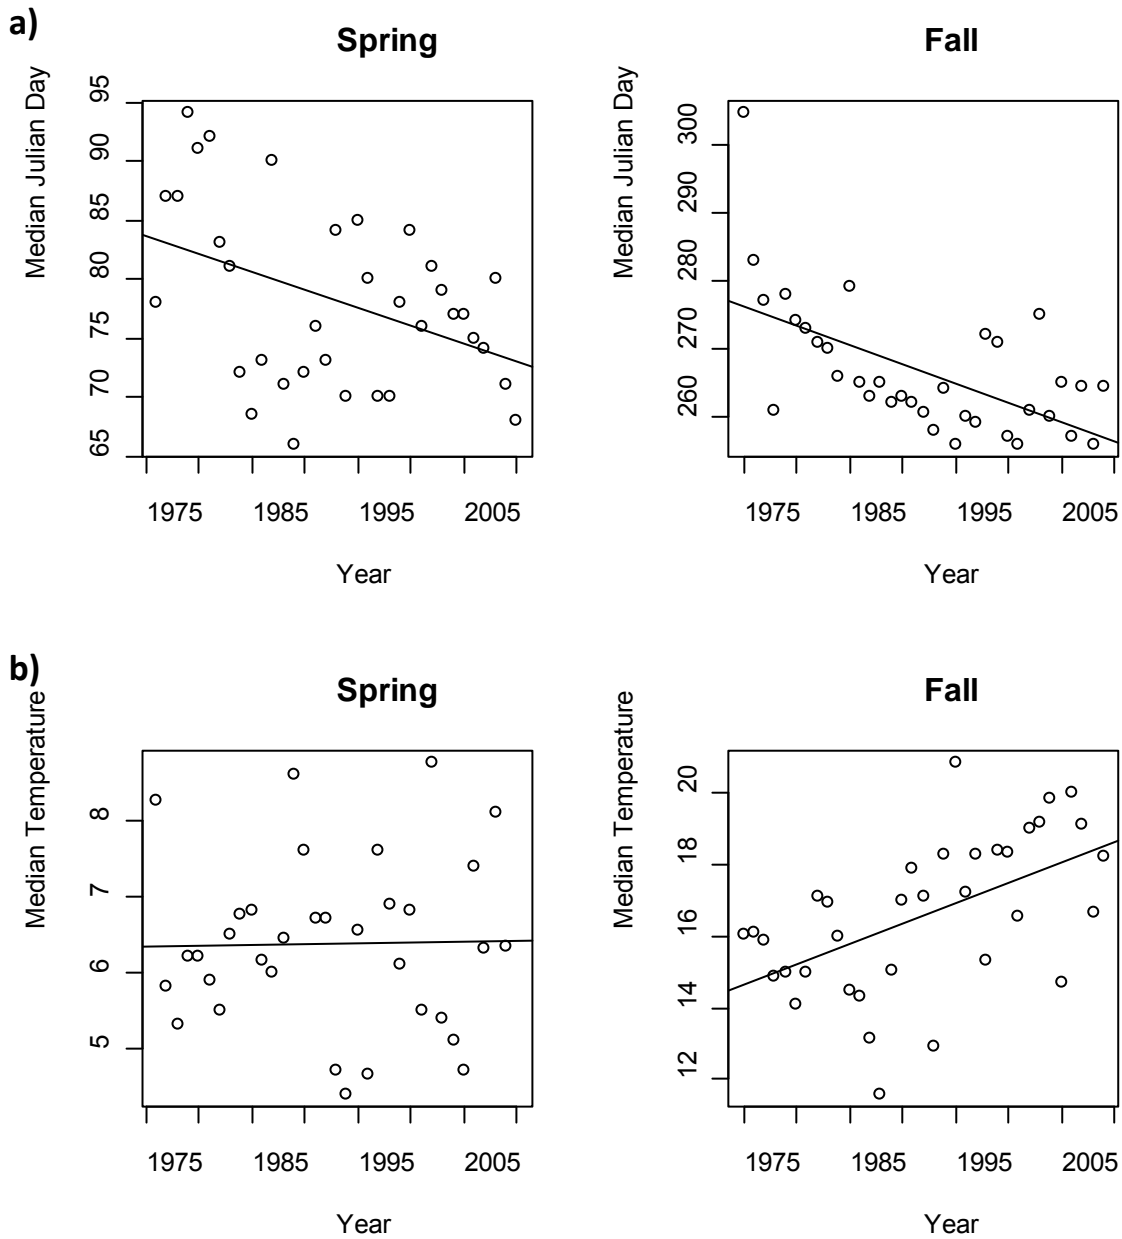 a)
Spring
Fall
Median Julian Day
95
90
85
80
75
70
65
1975 1985 1995 2005
Year
Median Julian Day
300
290
280
270
260
1975 1985 1995 2005
Year
b)
Spring
Fall
Median Temperature
8
7
6
5
1975 1985 1995 2005
Year
Median Temperature
20
18
16
14
12
1975 1985 1995 2005
Year